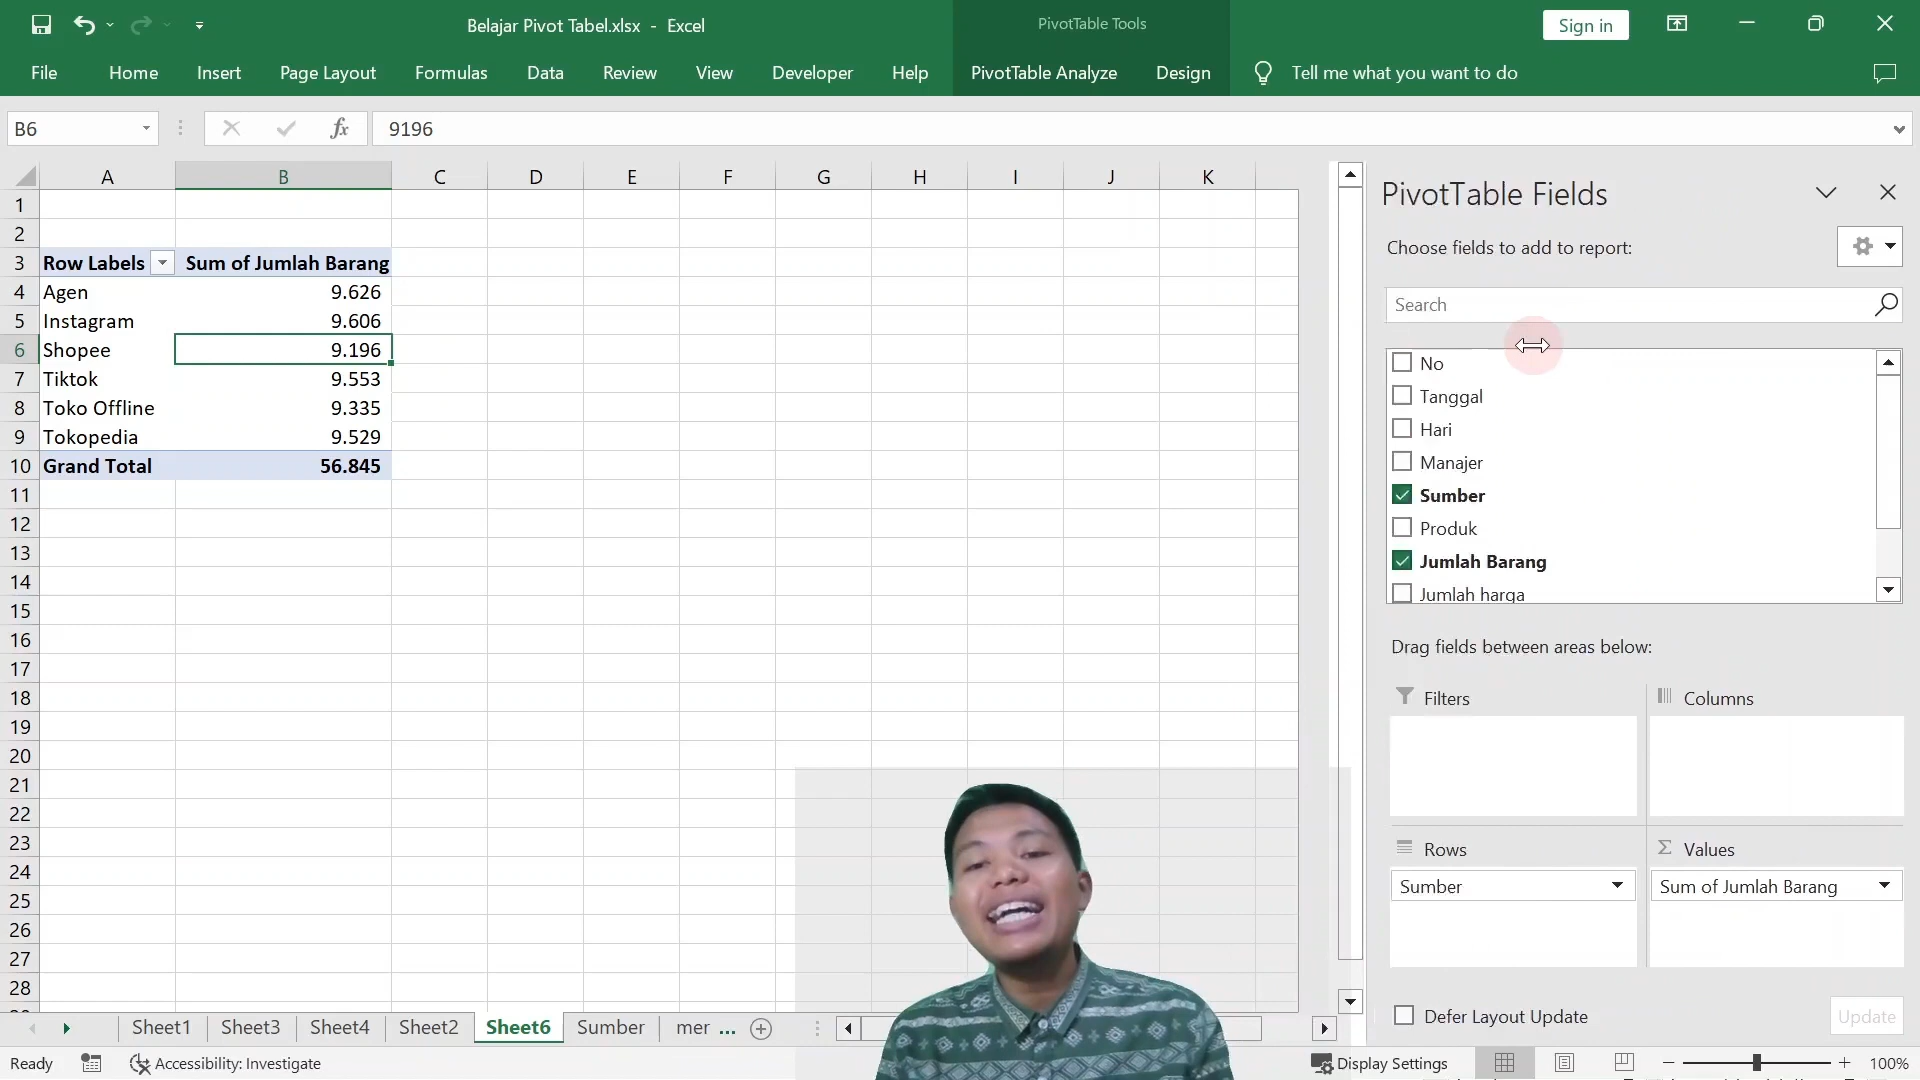 Belajar Pivot Tabel.xlsx - Excel
PivotTable Tools
Sign in
File Home Insert Page Layout Formulas Data Review View Developer Help PivotTable Analyze Design Tell me what you want to do
B6 fx 9196
A B C D E F G H I J K
1
2
3 Row Labels Sum of Jumlah Barang
4 Agen 9.626
5 Instagram 9.606
6 Shopee 9.196
7 Tiktok 9.553
8 Toko Offline 9.335
9 Tokopedia 9.529
10 Grand Total 56.845
11
12
13
14
15
16
17
18
19
20
21
22
23
24
25
26
27
28
PivotTable Fields
Choose fields to add to report:
Search
No
Tanggal
Hari
Manajer
Sumber
Produk
Jumlah Barang
Jumlah harga
Drag fields between areas below:
Filters Columns
Rows Σ Values
Sumber Sum of Jumlah Barang
Defer Layout Update Update
Sheet1 Sheet3 Sheet4 Sheet2 Sheet6 Sumber mer ...
Ready Accessibility: Investigate Display Settings 100%